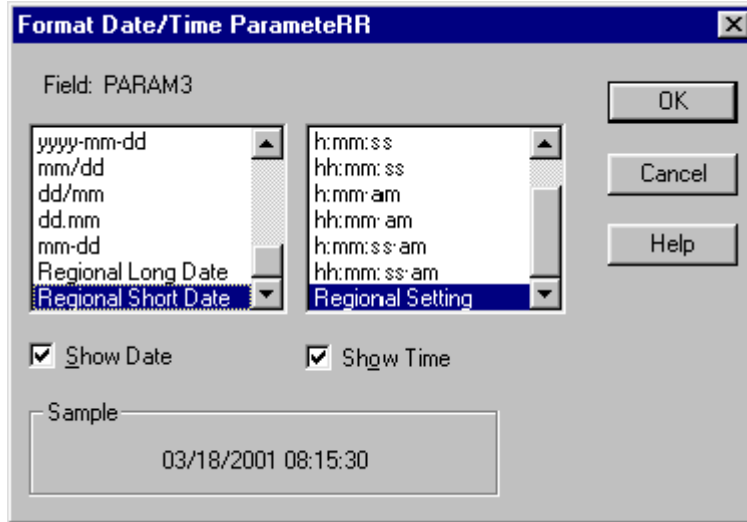 Format Date/Time ParameteRR
Field: PARAM3
yyyy-mm-dd
mm/dd
dd/mm
dd.mm
mm-dd
Regional Long Date
Regional Short Date
h:mm:ss
hh:mm:ss
h:mm am
hh:mm am
h:mm:ss am
hh:mm:ss am
Regional Setting
OK
Cancel
Help
Show Date
Show Time
Sample
03/18/2001 08:15:30